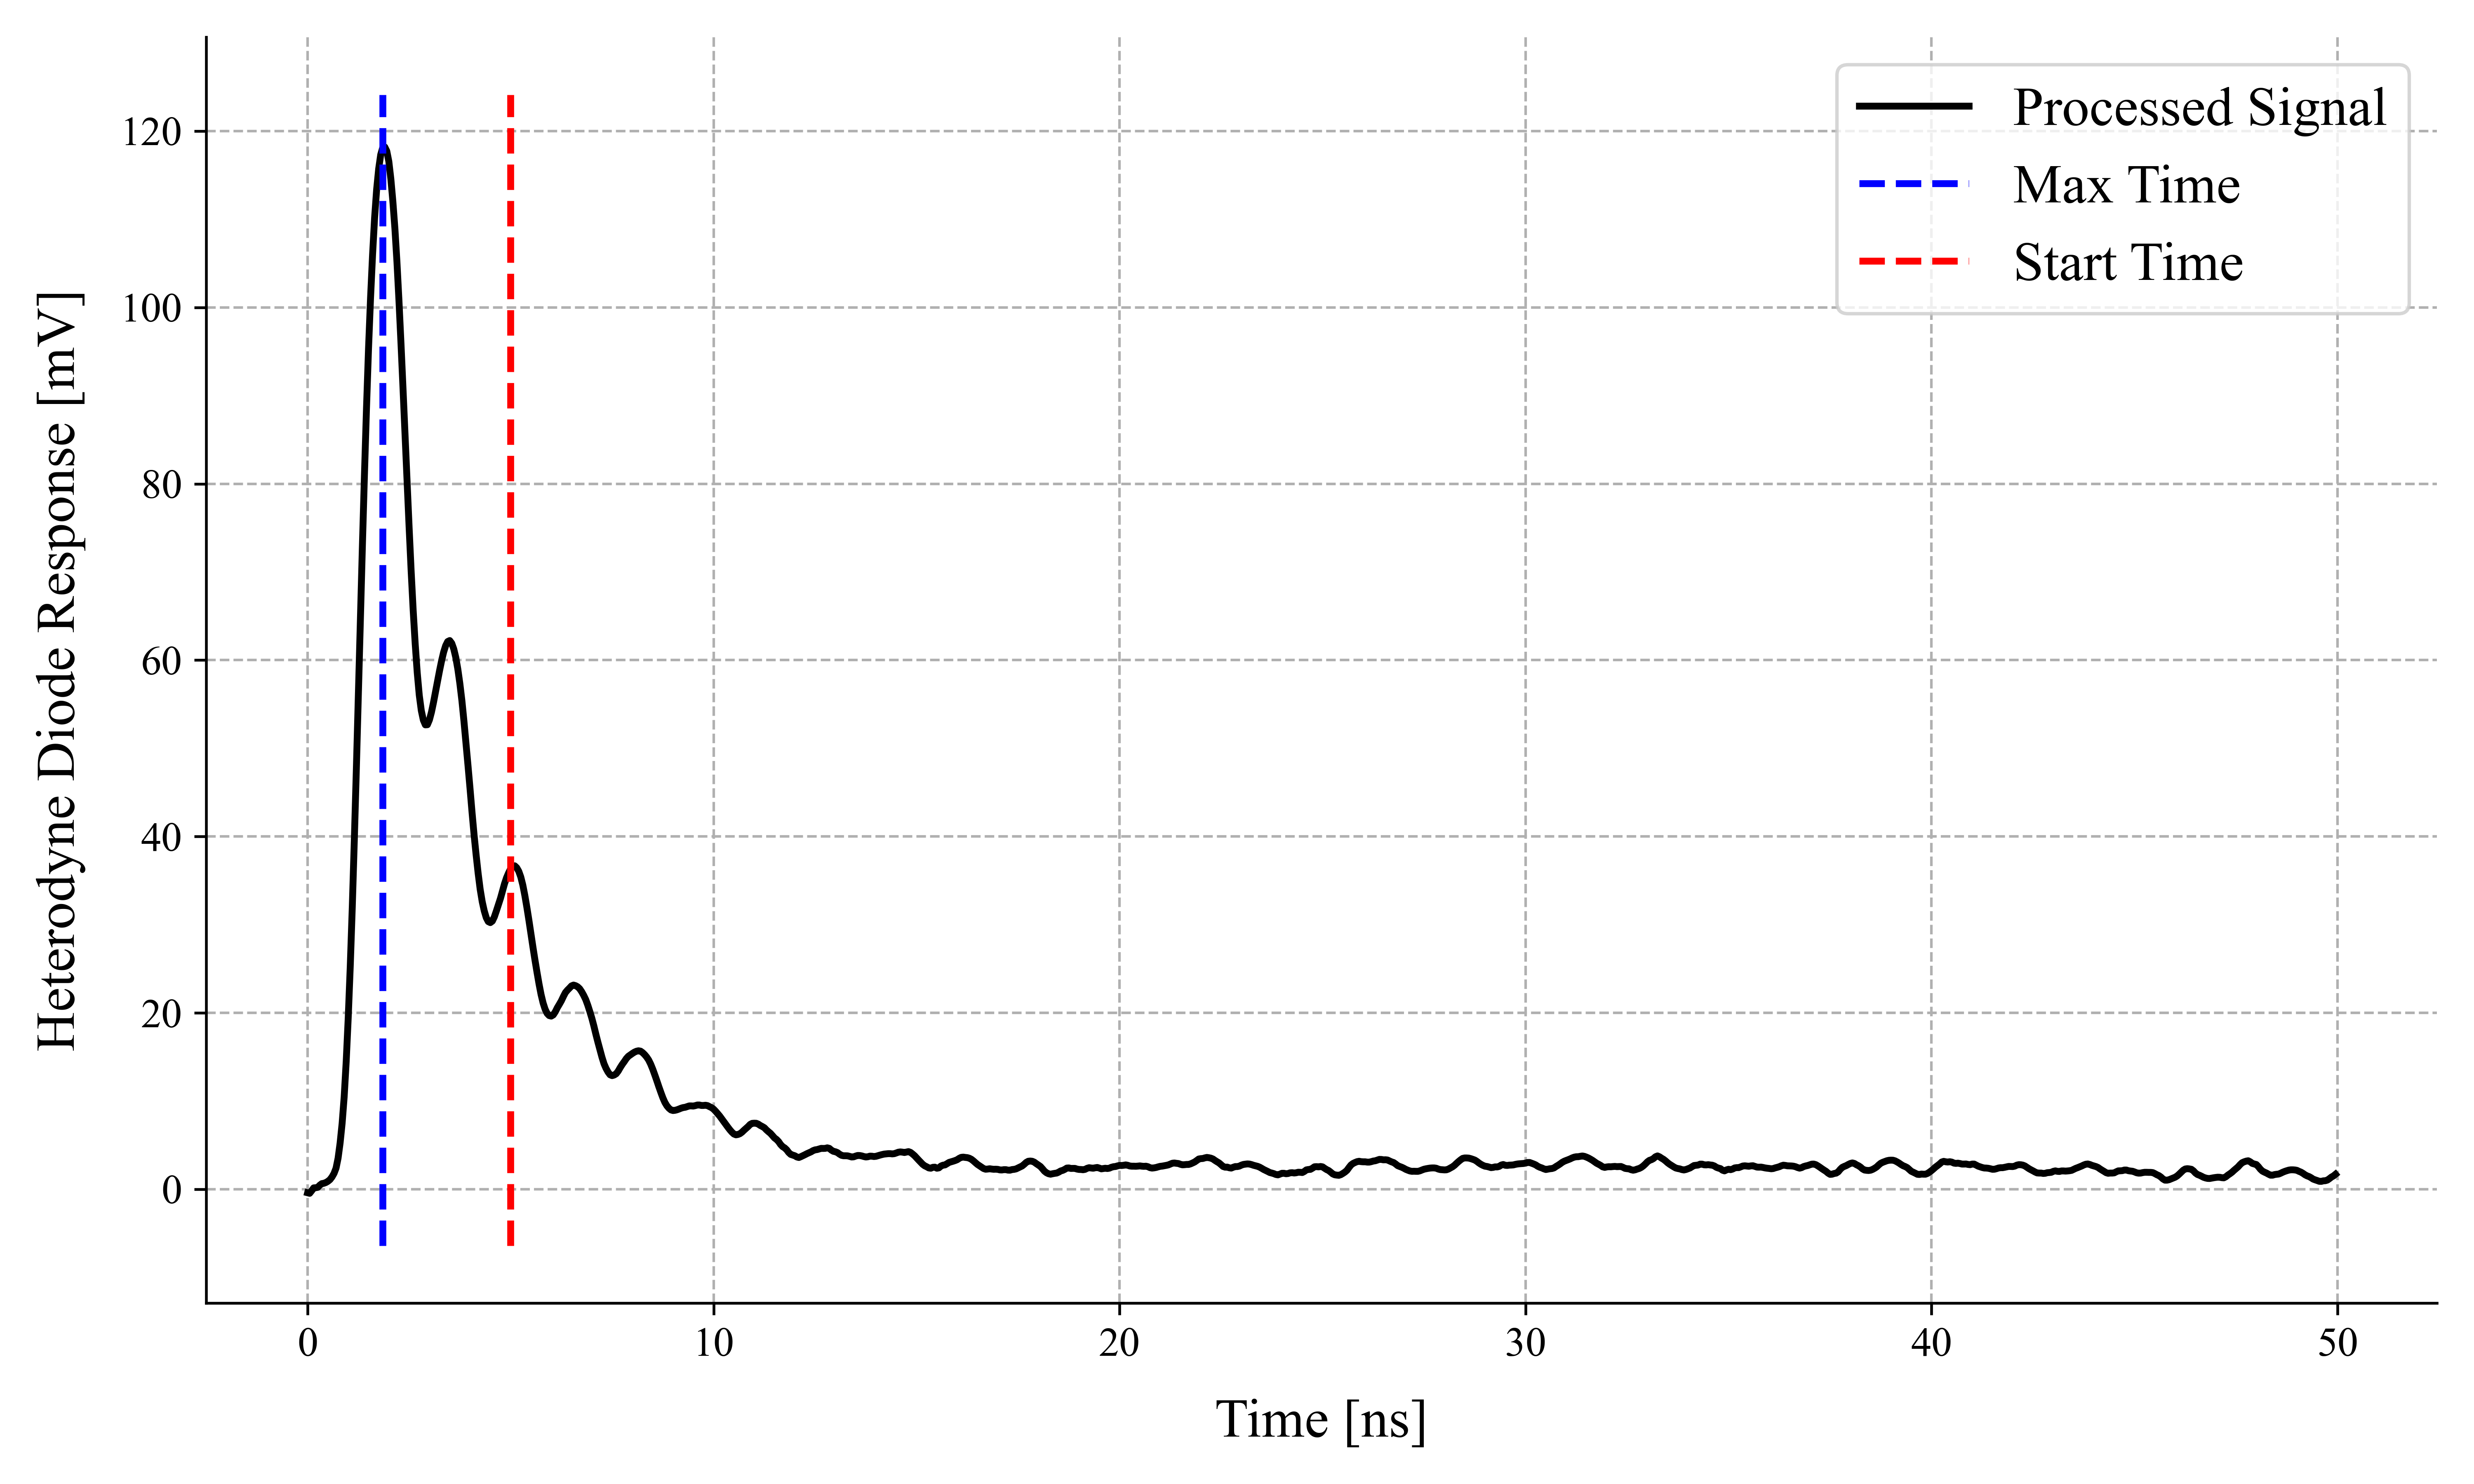 Heterodyne Diode Response [mV]
120
100
80
60
40
20
0
Processed Signal
Max Time
Start Time
0 10 20 30 40 50
Time [ns]